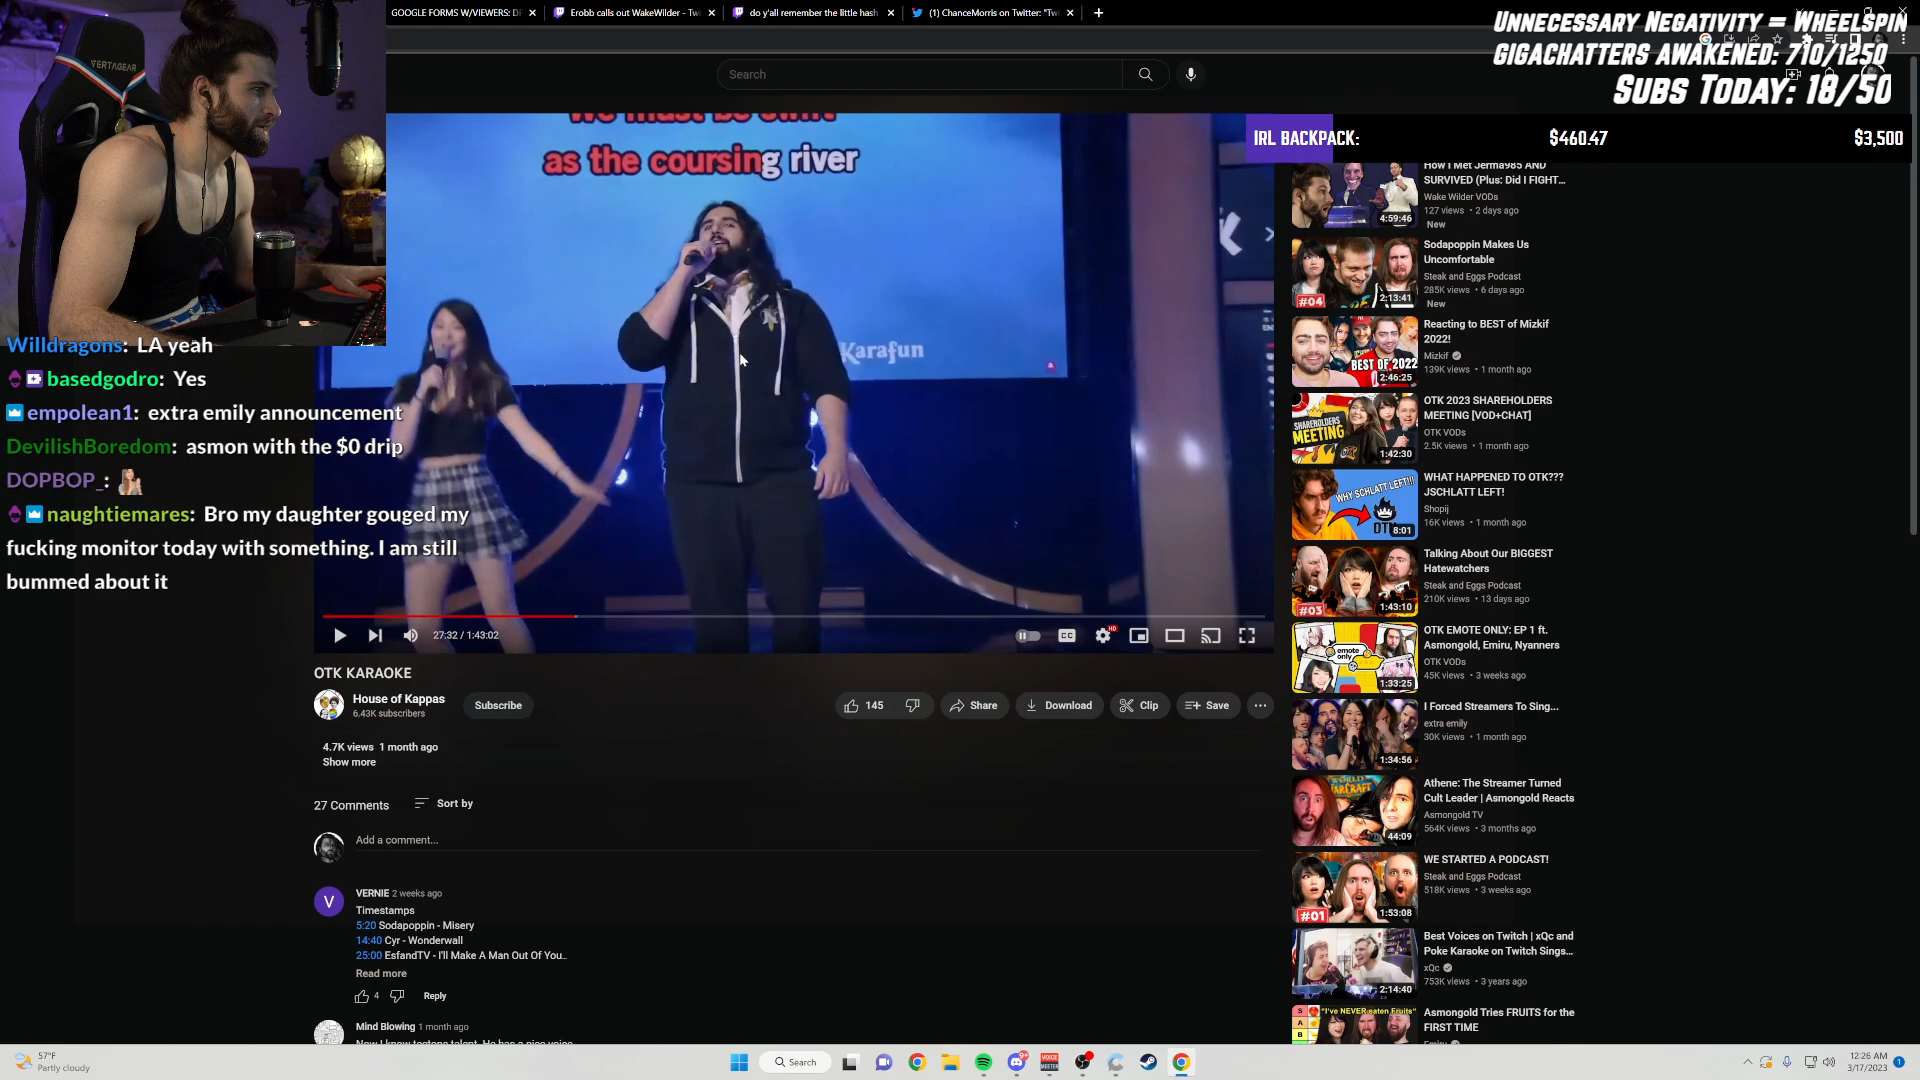 GOOGLE FORMS W/VIEWERS: DI
Erobb calls out WakeWilder - Tw
do y'all remember the little hash
(1) ChanceMorris on Twitter: "Tw
UNNECESSARY NEGATIVITY = WHEELSPIN
GIGACHATTERS AWAKENED: 710/1250
SUBS TODAY: 18/50
IRL BACKPACK:
$460.47
$3,500
VERTAGEAR
Search
We must be swift
as the coursing river
Karafun
Willdragons: LA yeah
basedgodro: Yes
empolean1: extra emily announcement
DevilishBoredom: asmon with the $0 drip
DOPBOP_:
naughtiemares: Bro my daughter gouged my
fucking monitor today with something. I am still
bummed about it
27:32 / 1:43:02
CC
HD
OTK KARAOKE
House of Kappas
6.43K subscribers
Subscribe
145
Share
Download
Clip
Save
4.7K views 1 month ago
Show more
27 Comments
Sort by
Add a comment...
V
VERNIE 2 weeks ago
Timestamps
5:20 Sodapoppin - Misery
14:40 Cyr - Wonderwall
25:00 EsfandTV - I'll Make A Man Out Of You..
Read more
4
Reply
Mind Blowing 1 month ago
How I Met Jerma985 AND
SURVIVED (Plus: Did I FIGHT...
Wake Wilder VODs
127 views • 2 days ago
New
4:59:46
Sodapoppin Makes Us
Uncomfortable
Steak and Eggs Podcast
285K views • 6 days ago
New
#04
2:13:41
Reacting to BEST of Mizkif
2022!
Mizkif
139K views • 1 month ago
BEST OF 2022
2:46:25
OTK 2023 SHAREHOLDERS
MEETING [VOD+CHAT]
OTK VODs
2.5K views • 1 month ago
SHAREHOLDERS
MEETING
1:42:30
WHAT HAPPENED TO OTK???
JSCHLATT LEFT!
Shopij
16K views • 1 month ago
WHY SCHLATT LEFT!!!
OTK
8:01
Talking About Our BIGGEST
Hatewatchers
Steak and Eggs Podcast
210K views • 13 days ago
#03
1:43:10
OTK EMOTE ONLY: EP 1 ft.
Asmongold, Emiru, Nyanners
OTK VODs
45K views • 3 weeks ago
emote
only
1:33:25
I Forced Streamers To Sing...
extra emily
30K views • 1 month ago
1:34:56
Athene: The Streamer Turned
Cult Leader | Asmongold Reacts
Asmongold TV
564K views • 3 months ago
WORLD
WARCRAFT
44:09
WE STARTED A PODCAST!
Steak and Eggs Podcast
518K views • 3 weeks ago
#01
1:53:08
Best Voices on Twitch | xQc and
Poke Karaoke on Twitch Sings...
xQc
753K views • 3 years ago
2:14:40
Asmongold Tries FRUITS for the
FIRST TIME
"I've NEVER eaten Fruits"
S
A
B
57°F
Partly cloudy
Search
VOICE
MEETER
12:26 AM
3/17/2023
1